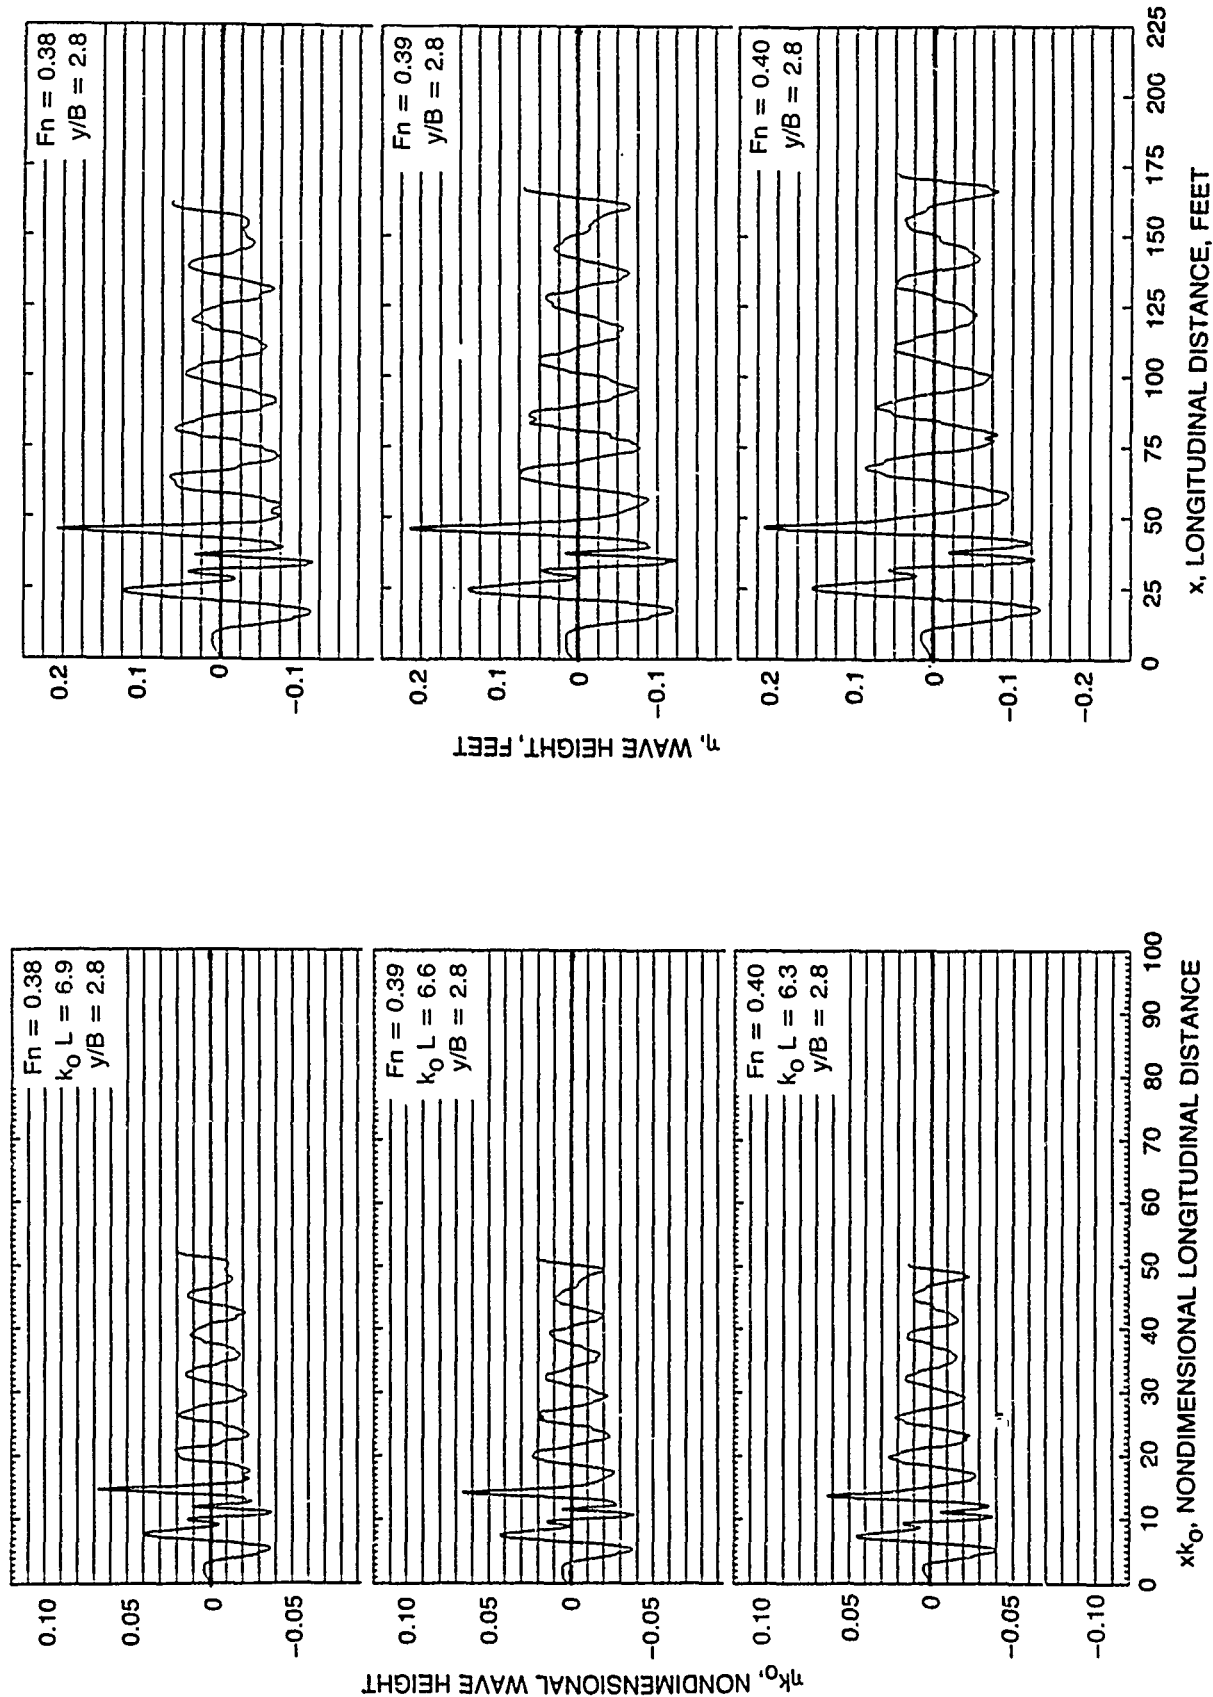 Fn = 0.38
y/B = 2.8
0.2
0.1
0
−0.1
Fn = 0.39
y/B = 2.8
0.2
0.1
0
−0.1
Fn = 0.40
y/B = 2.8
0.2
0.1
0
−0.1
−0.2
η, WAVE HEIGHT, FEET
0 25 50 75 100 125 150 175 200 225
x, LONGITUDINAL DISTANCE, FEET
Fn = 0.38
k₀ L = 6.9
y/B = 2.8
0.10
0.05
0
−0.05
Fn = 0.39
k₀ L = 6.6
y/B = 2.8
0.10
0.05
0
−0.05
Fn = 0.40
k₀ L = 6.3
y/B = 2.8
0.10
0.05
0
−0.05
−0.10
ηk₀, NONDIMENSIONAL WAVE HEIGHT
0 10 20 30 40 50 60 70 80 90 100
xk₀, NONDIMENSIONAL LONGITUDINAL DISTANCE